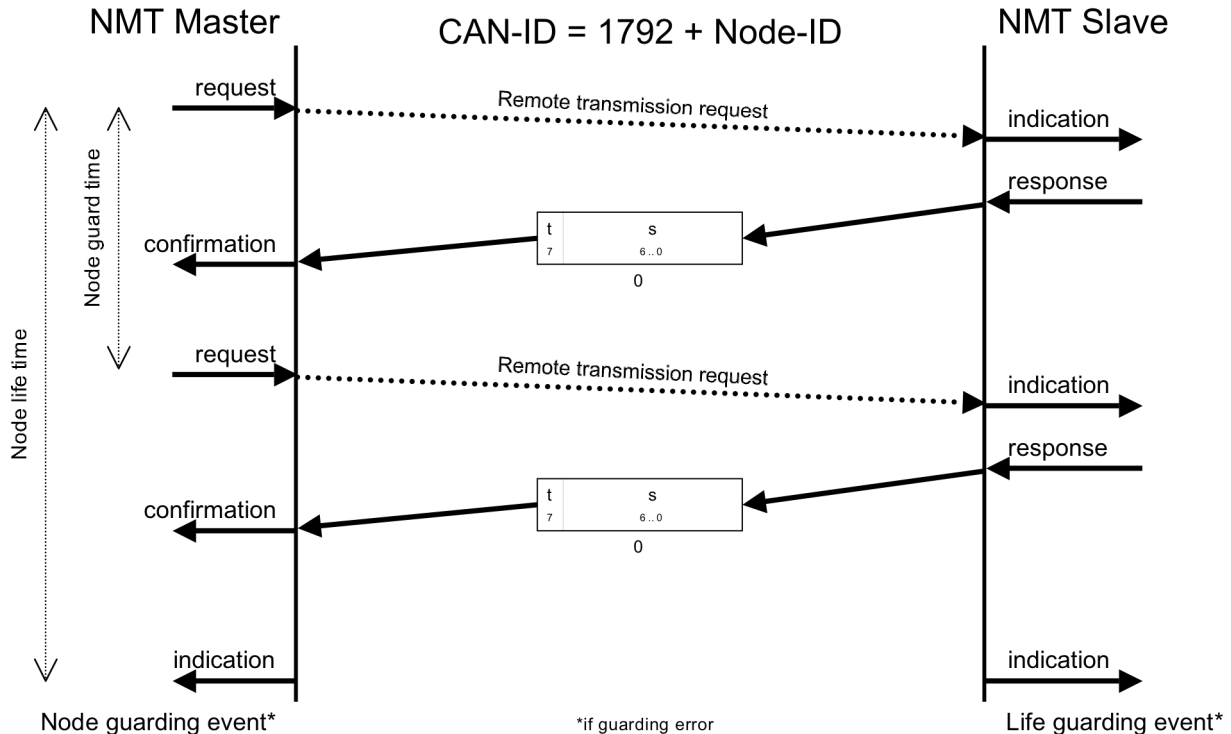 NMT Master
CAN-ID = 1792 + Node-ID
NMT Slave
request
Remote transmission request
indication
response
Node guard time
t
s
7
6..0
0
confirmation
Node life time
request
Remote transmission request
indication
response
t
s
7
6..0
0
confirmation
indication
indication
Node guarding event*
*if guarding error
Life guarding event*